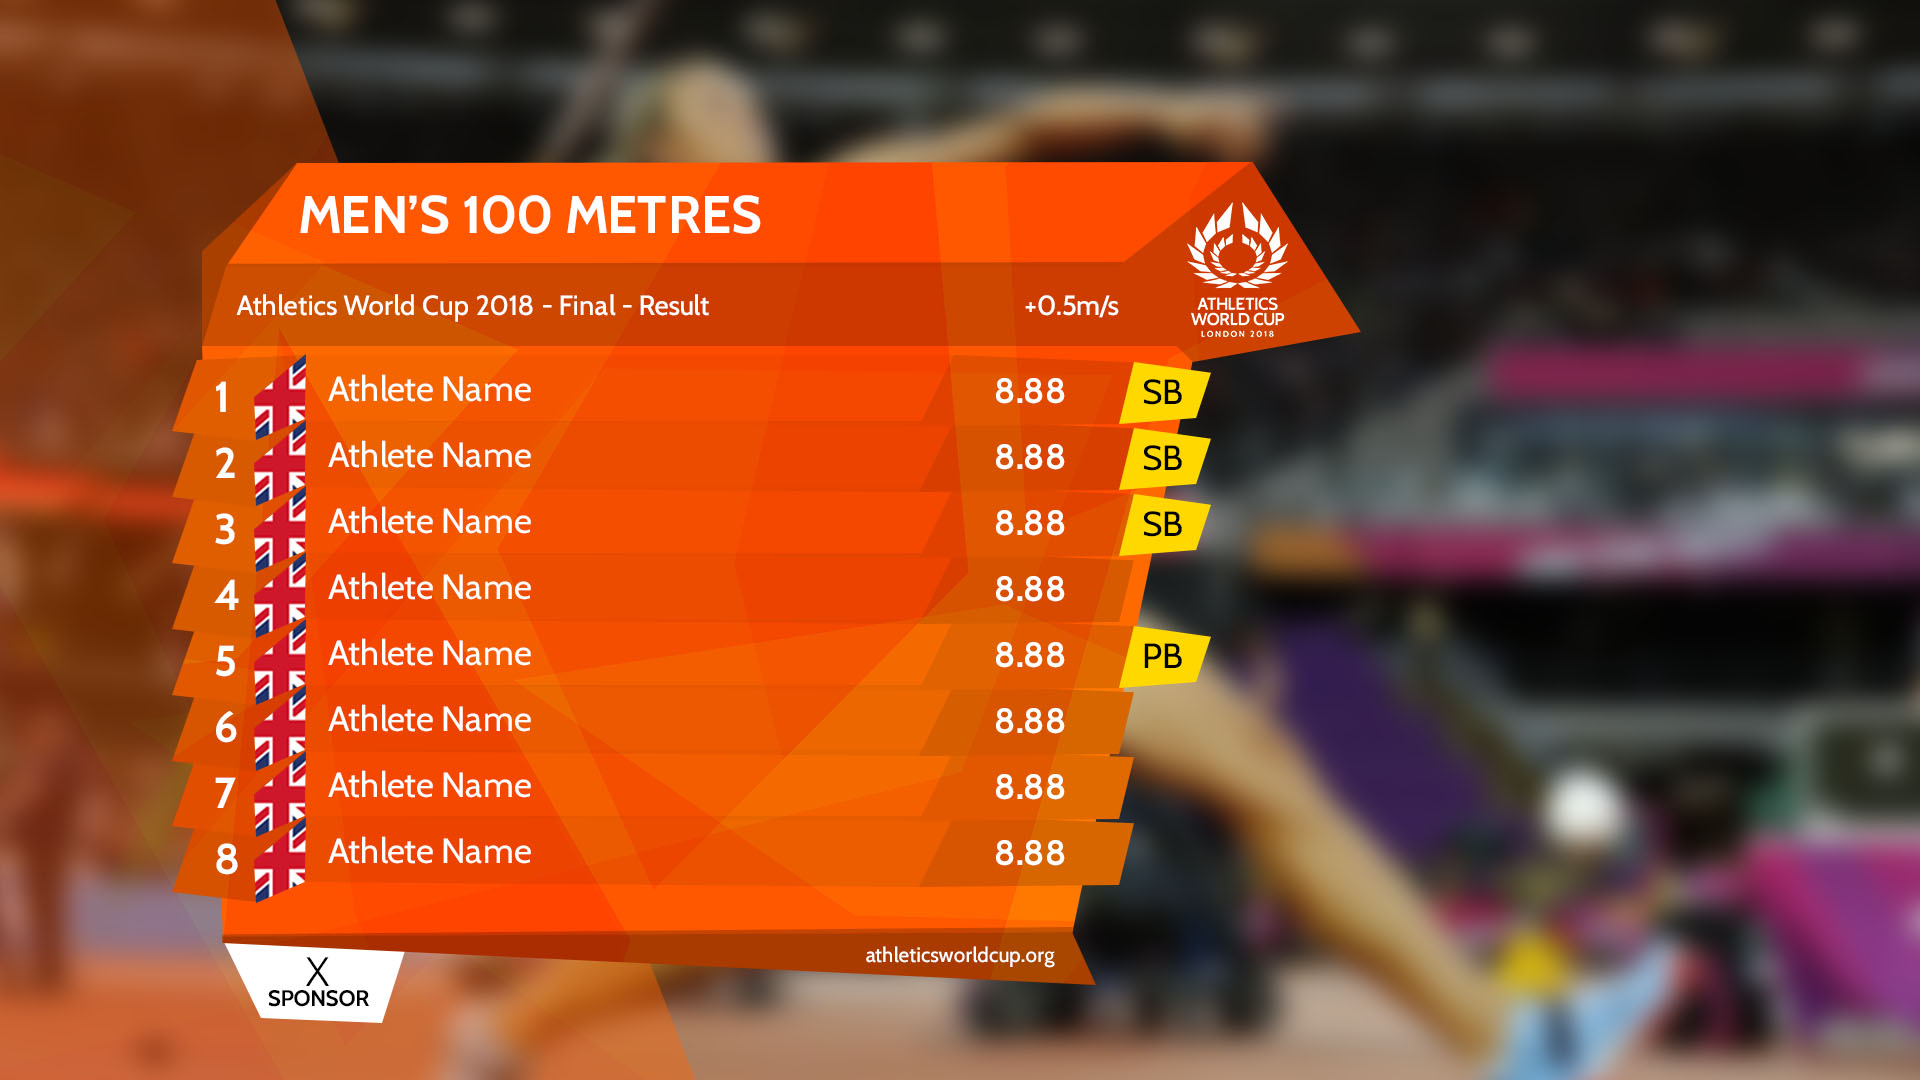 MEN'S 100 METRES
Athletics World Cup 2018 - Final - Result +0.5m/s
ATHLETICS
WORLD CUP
LONDON 2018
1 Athlete Name 8.88 SB
2 Athlete Name 8.88 SB
3 Athlete Name 8.88 SB
4 Athlete Name 8.88
5 Athlete Name 8.88 PB
6 Athlete Name 8.88
7 Athlete Name 8.88
8 Athlete Name 8.88
athleticsworldcup.org
X
SPONSOR